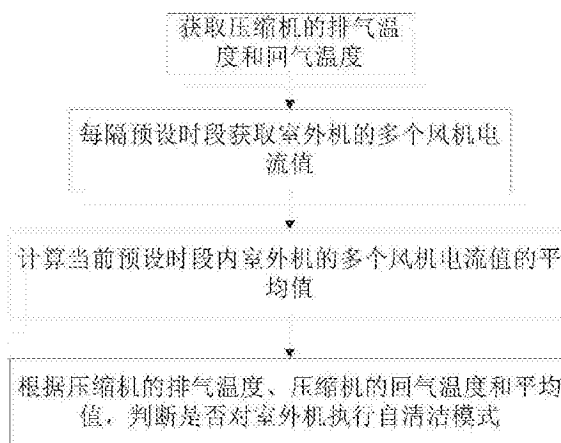 获取压缩机的排气温
度和回气温度
每隔预设时段获取室外机的多个风机电
流值
计算当前预设时段内室外机的多个风机电流值的平
均值
根据压缩机的排气温度、压缩机的回气温度和平均
值，判断是否对室外机执行自清洁模式